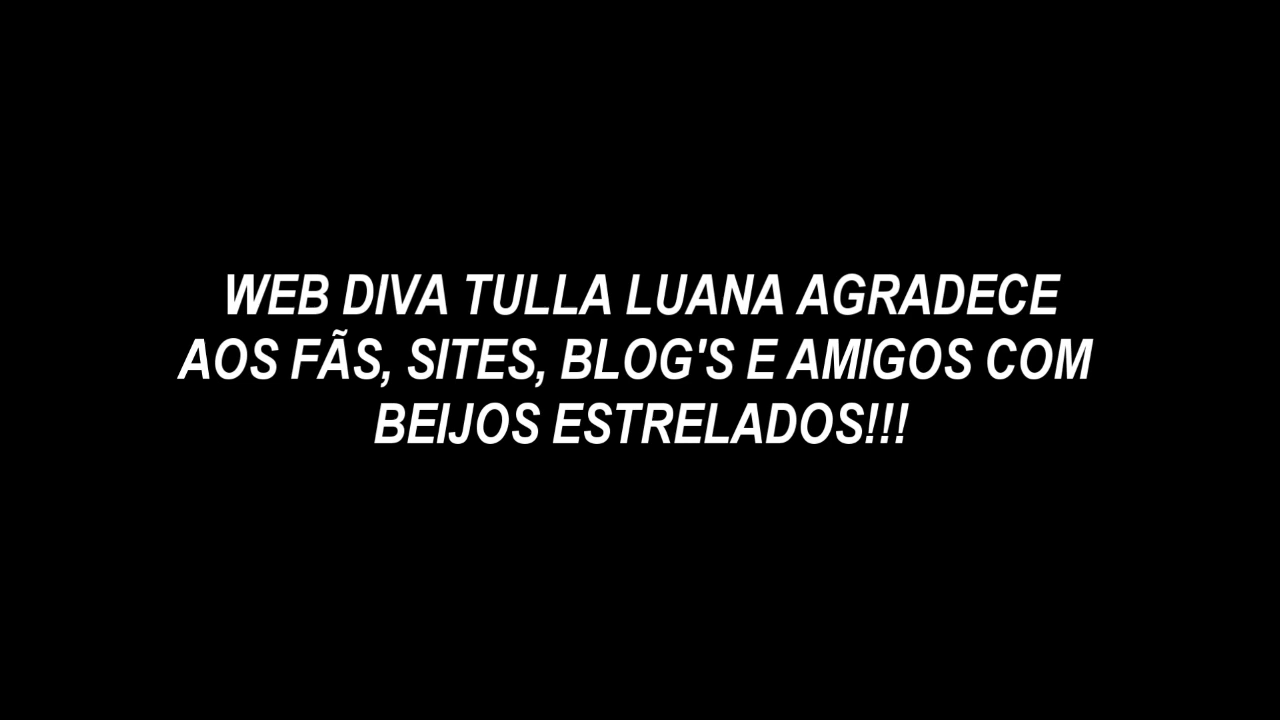 WEB DIVA TULLA LUANA AGRADECE
AOS FÃS, SITES, BLOG'S E AMIGOS COM
BEIJOS ESTRELADOS!!!